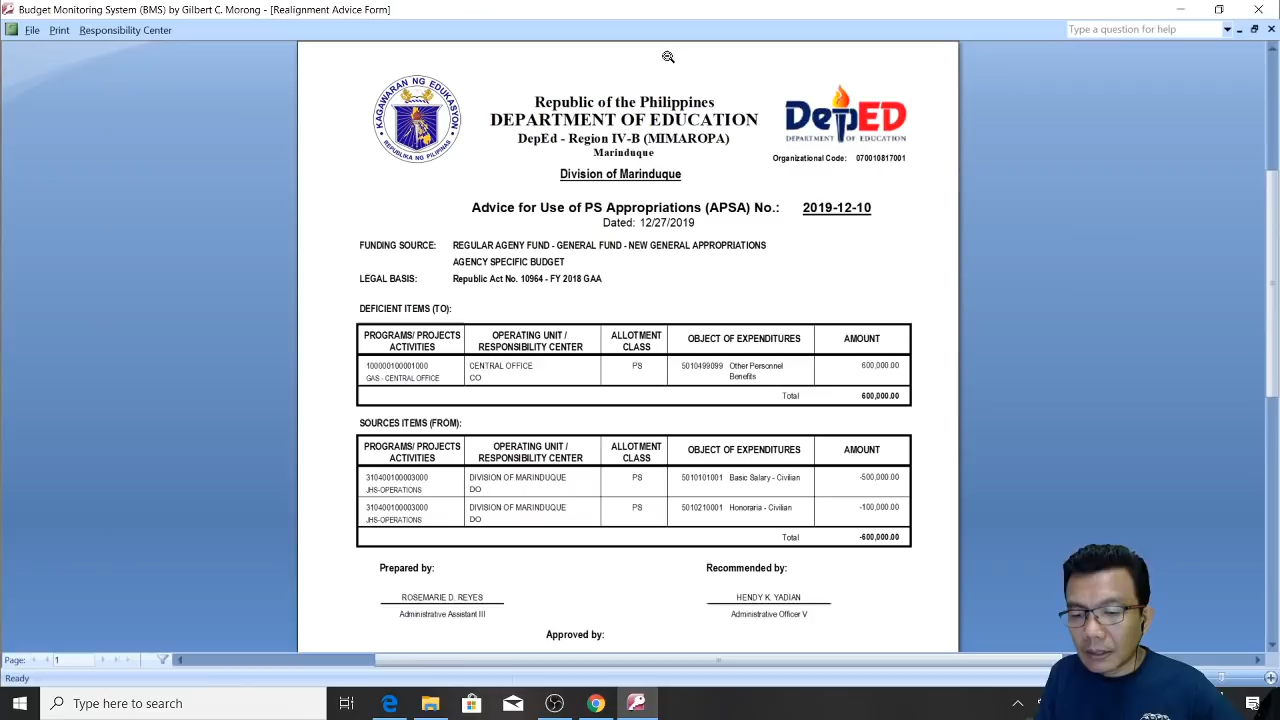 Budget Monitoring System (BMS) by Gilbert C. Morong - [Realignment Advice Form]
File Print Responsibility Center Type a question for help
KAGAWARAN NG EDUKASYON
REPUBLIKA NG PILIPINAS
Republic of the Philippines
DEPARTMENT OF EDUCATION
DepEd - Region IV-B (MIMAROPA)
Marinduque
Division of Marinduque
DepED
DEPARTMENT OF EDUCATION
Organizational Code: 070010817001
Advice for Use of PS Appropriations (APSA) No.: 2019-12-10
Dated: 12/27/2019
FUNDING SOURCE: REGULAR AGENY FUND - GENERAL FUND - NEW GENERAL APPROPRIATIONS
AGENCY SPECIFIC BUDGET
LEGAL BASIS: Republic Act No. 10964 - FY 2018 GAA
DEFICIENT ITEMS (TO):
PROGRAMS/ PROJECTS ACTIVITIES OPERATING UNIT / RESPONSIBILITY CENTER ALLOTMENT CLASS OBJECT OF EXPENDITURES AMOUNT
100000100001000 CENTRAL OFFICE PS 5010499099 Other Personnel Benefits 600,000.00
GAS - CENTRAL OFFICE CO
Total 600,000.00
SOURCES ITEMS (FROM):
PROGRAMS/ PROJECTS ACTIVITIES OPERATING UNIT / RESPONSIBILITY CENTER ALLOTMENT CLASS OBJECT OF EXPENDITURES AMOUNT
310400100003000 DIVISION OF MARINDUQUE PS 5010101001 Basic Salary - Civilian -500,000.00
JHS-OPERATIONS DO
310400100003000 DIVISION OF MARINDUQUE PS 5010210001 Honoraria - Civilian -100,000.00
JHS-OPERATIONS DO
Total -600,000.00
Prepared by: Recommended by:
ROSEMARIE D. REYES HENDY K. YADIAN
Administrative Assistant III Administrative Officer V
Approved by:
Page: 1
Ready
Type here to search